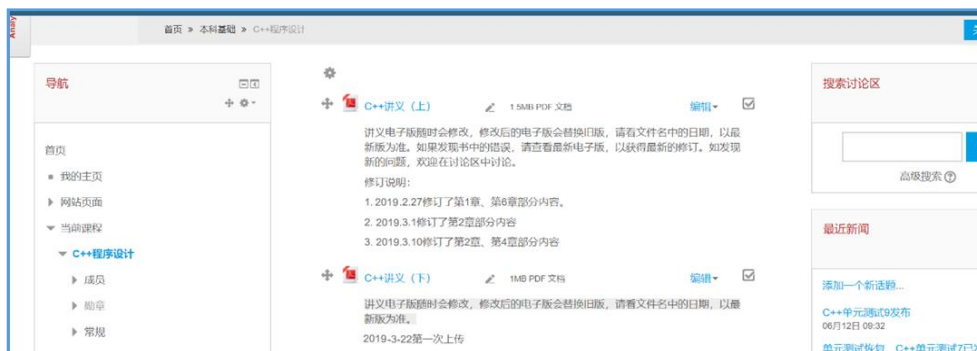 Analy
首页 » 本科基础 » C++程序设计
导航
首页
我的主页
网站页面
当前课程
C++程序设计
成员
勋章
常规
C++讲义（上）
1.5MB PDF 文档
编辑
讲义电子版随时会修改，修改后的电子版会替换旧版，请看文件名中的日期，以最
新版为准。如果发现书中的错误，请查看最新电子版，以获得最新的修订。如发现
新的问题，欢迎在讨论区中讨论。
修订说明：
1. 2019.2.27修订了第1章、第6章部分内容。
2. 2019.3.1修订了第2章部分内容
3. 2019.3.10修订了第2章、第4章部分内容
C++讲义（下）
1MB PDF 文档
编辑
讲义电子版随时会修改，修改后的电子版会替换旧版，请看文件名中的日期，以最
新版为准。
2019-3-22第一次上传
搜索讨论区
高级搜索
最近新闻
添加一个新话题...
C++单元测试9发布
06月12日 09:32
单元测试恢复，C++单元测试7已